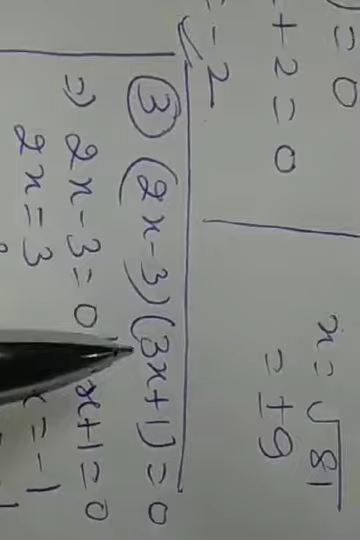 ) = 0
+ 2 = 0
= -2
x = √81
= ±9
③ (2x-3)(3x+1) = 0
⇒ 2x-3=0 x+1=0
2x = 3 x = -1